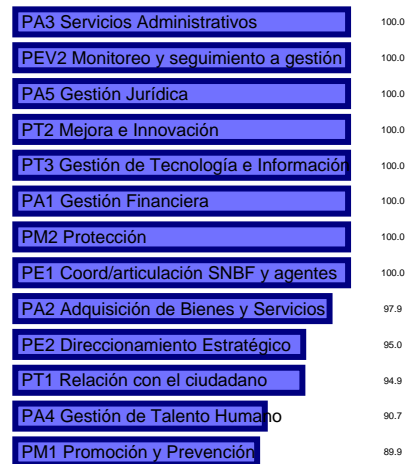 PA3 Servicios Administrativos 100.0
PEV2 Monitoreo y seguimiento a gestión 100.0
PA5 Gestión Jurídica 100.0
PT2 Mejora e Innovación 100.0
PT3 Gestión de Tecnología e Información 100.0
PA1 Gestión Financiera 100.0
PM2 Protección 100.0
PE1 Coord/articulación SNBF y agentes 100.0
PA2 Adquisición de Bienes y Servicios 97.9
PE2 Direccionamiento Estratégico 95.0
PT1 Relación con el ciudadano 94.9
PA4 Gestión de Talento Humano 90.7
PM1 Promoción y Prevención 89.9